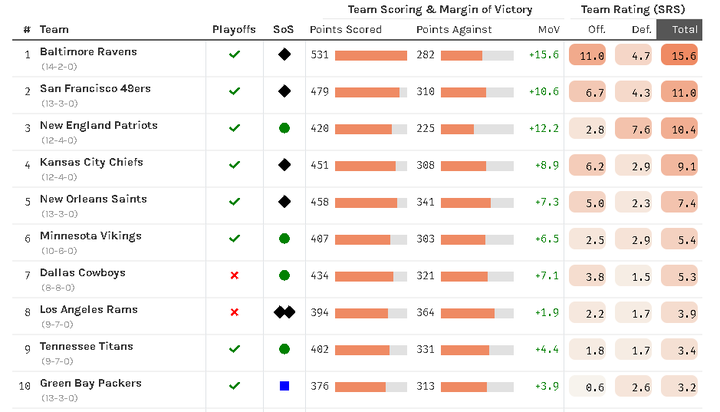 Team Scoring & Margin of Victory Team Rating (SRS)
# Team Playoffs SoS Points Scored Points Against MoV Off. Def. Total
1 Baltimore Ravens 531 282 +15.6 11.0 4.7 15.6
(14-2-0)
2 San Francisco 49ers 479 310 +10.6 6.7 4.3 11.0
(13-3-0)
3 New England Patriots 420 225 +12.2 2.8 7.6 10.4
(12-4-0)
4 Kansas City Chiefs 451 308 +8.9 6.2 2.9 9.1
(12-4-0)
5 New Orleans Saints 458 341 +7.3 5.0 2.3 7.4
(13-3-0)
6 Minnesota Vikings 407 303 +6.5 2.5 2.9 5.4
(10-6-0)
7 Dallas Cowboys 434 321 +7.1 3.8 1.5 5.3
(8-8-0)
8 Los Angeles Rams 394 364 +1.9 2.2 1.7 3.9
(9-7-0)
9 Tennessee Titans 402 331 +4.4 1.8 1.7 3.4
(9-7-0)
10 Green Bay Packers 376 313 +3.9 0.6 2.6 3.2
(13-3-0)